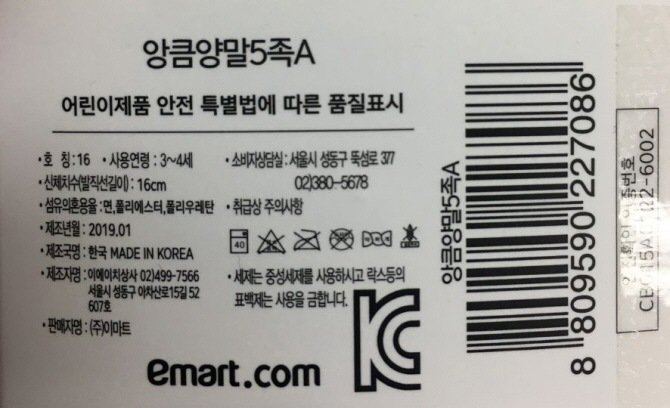 앙큼양말5족A
어린이제품 안전 특별법에 따른 품질표시
·호 칭:16 ·사용연령:3~4세
·신체치수(발직선길이):16cm
·섬유의혼용율:면,폴리에스터,폴리우레탄
·제조년월:2019.01
·제조국명:한국 MADE IN KOREA
·제조자명:이에이치상사 02)499-7566
서울시 성동구 아차산로15길 52
607호
·판매자명:(주)이마트
·소비자상담실:서울시 성동구 뚝섬로 377
02)380-5678
·취급상 주의사항
40
·세제는 중성세제를 사용하시고 락스등의
표백제는 사용을 금합니다.
emart.com
KC
앙큼양말5족A
8 809590 227086